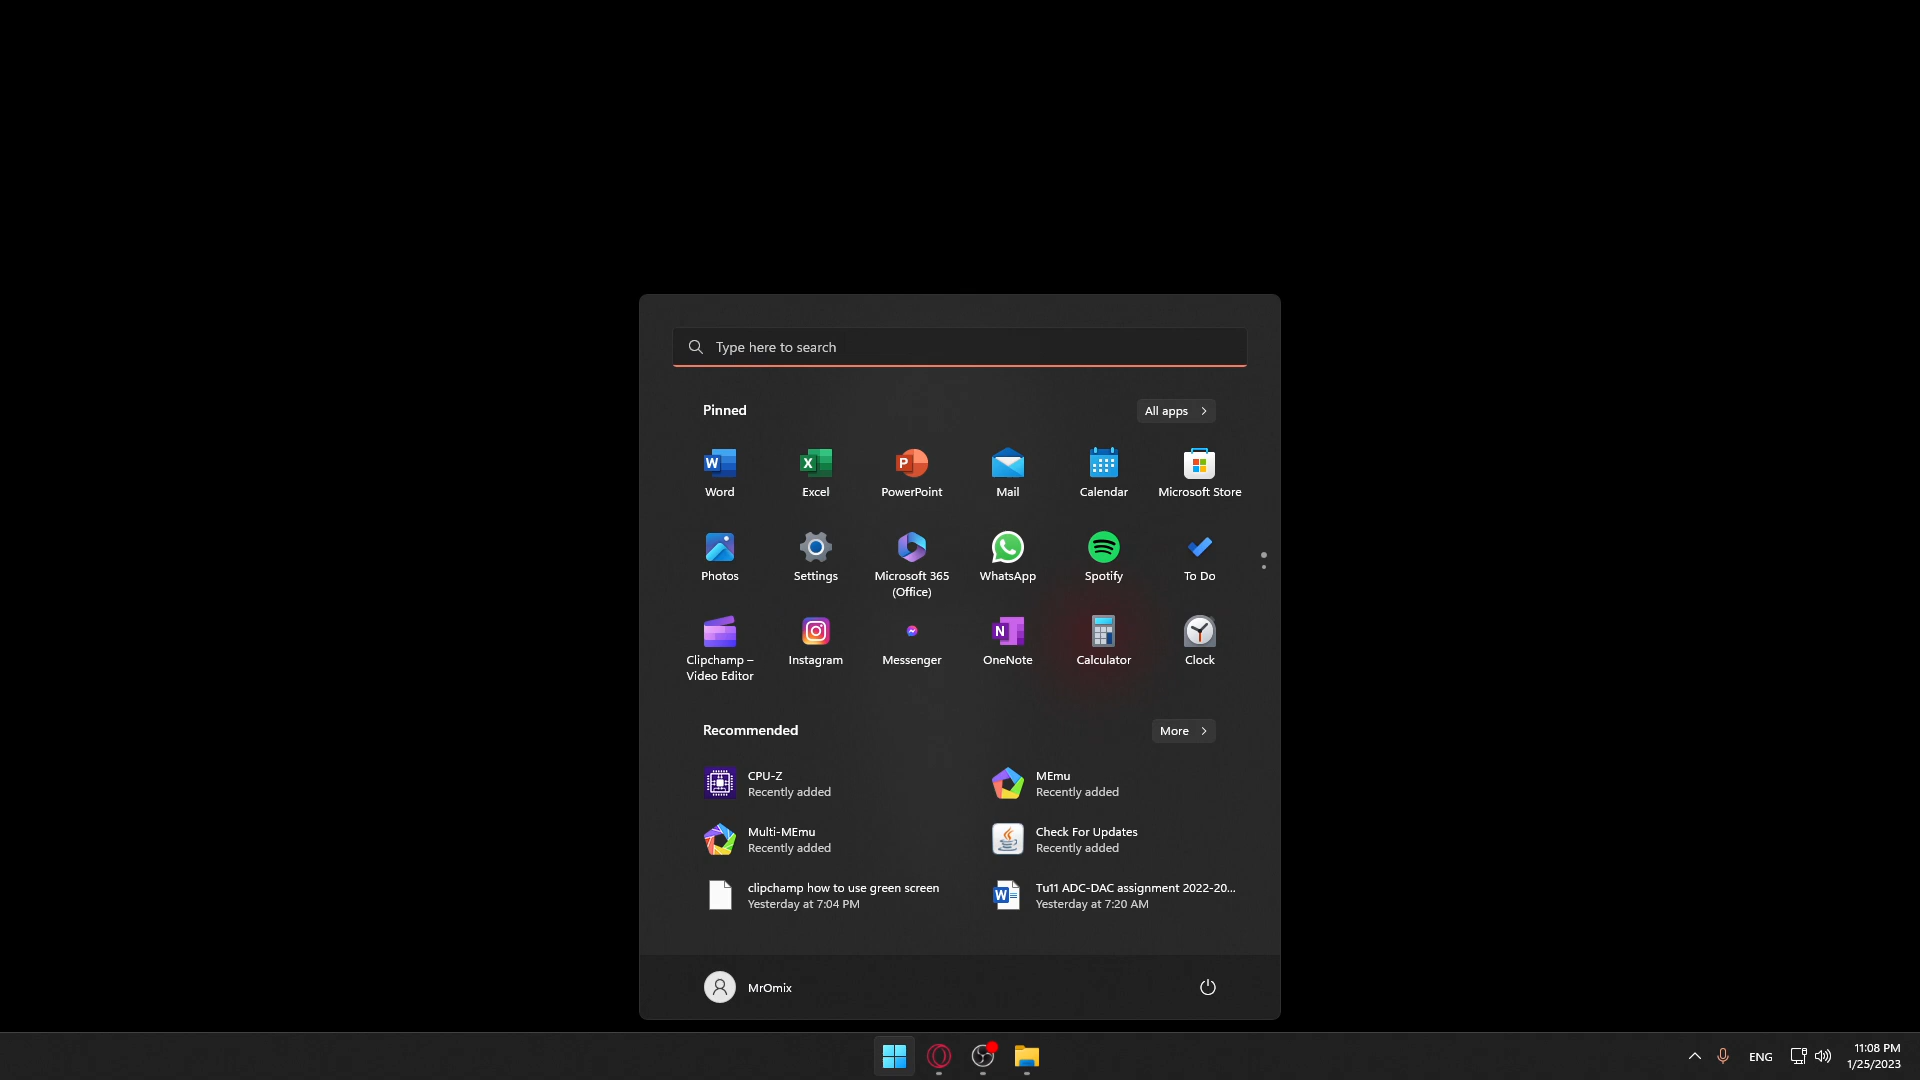 Type here to search
Pinned
All apps
Word
Excel
PowerPoint
Mail
Calendar
Microsoft Store
Photos
Settings
Microsoft 365
(Office)
WhatsApp
Spotify
To Do
Clipchamp –
Video Editor
Instagram
Messenger
OneNote
Calculator
Clock
Recommended
More
CPU-Z
Recently added
MEmu
Recently added
Multi-MEmu
Recently added
Check For Updates
Recently added
clipchamp how to use green screen
Yesterday at 7:04 PM
Tu11 ADC-DAC assignment 2022-20...
Yesterday at 7:20 AM
MrOmix
ENG
11:08 PM
1/25/2023